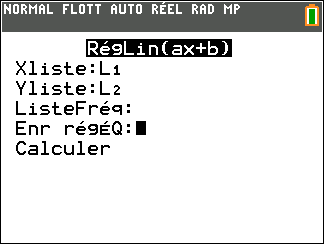 NORMAL FLOTT AUTO RÉEL RAD MP
RégLin(ax+b)
Xliste:L₁
Yliste:L₂
ListeFréq:
Enr régÉQ:
Calculer